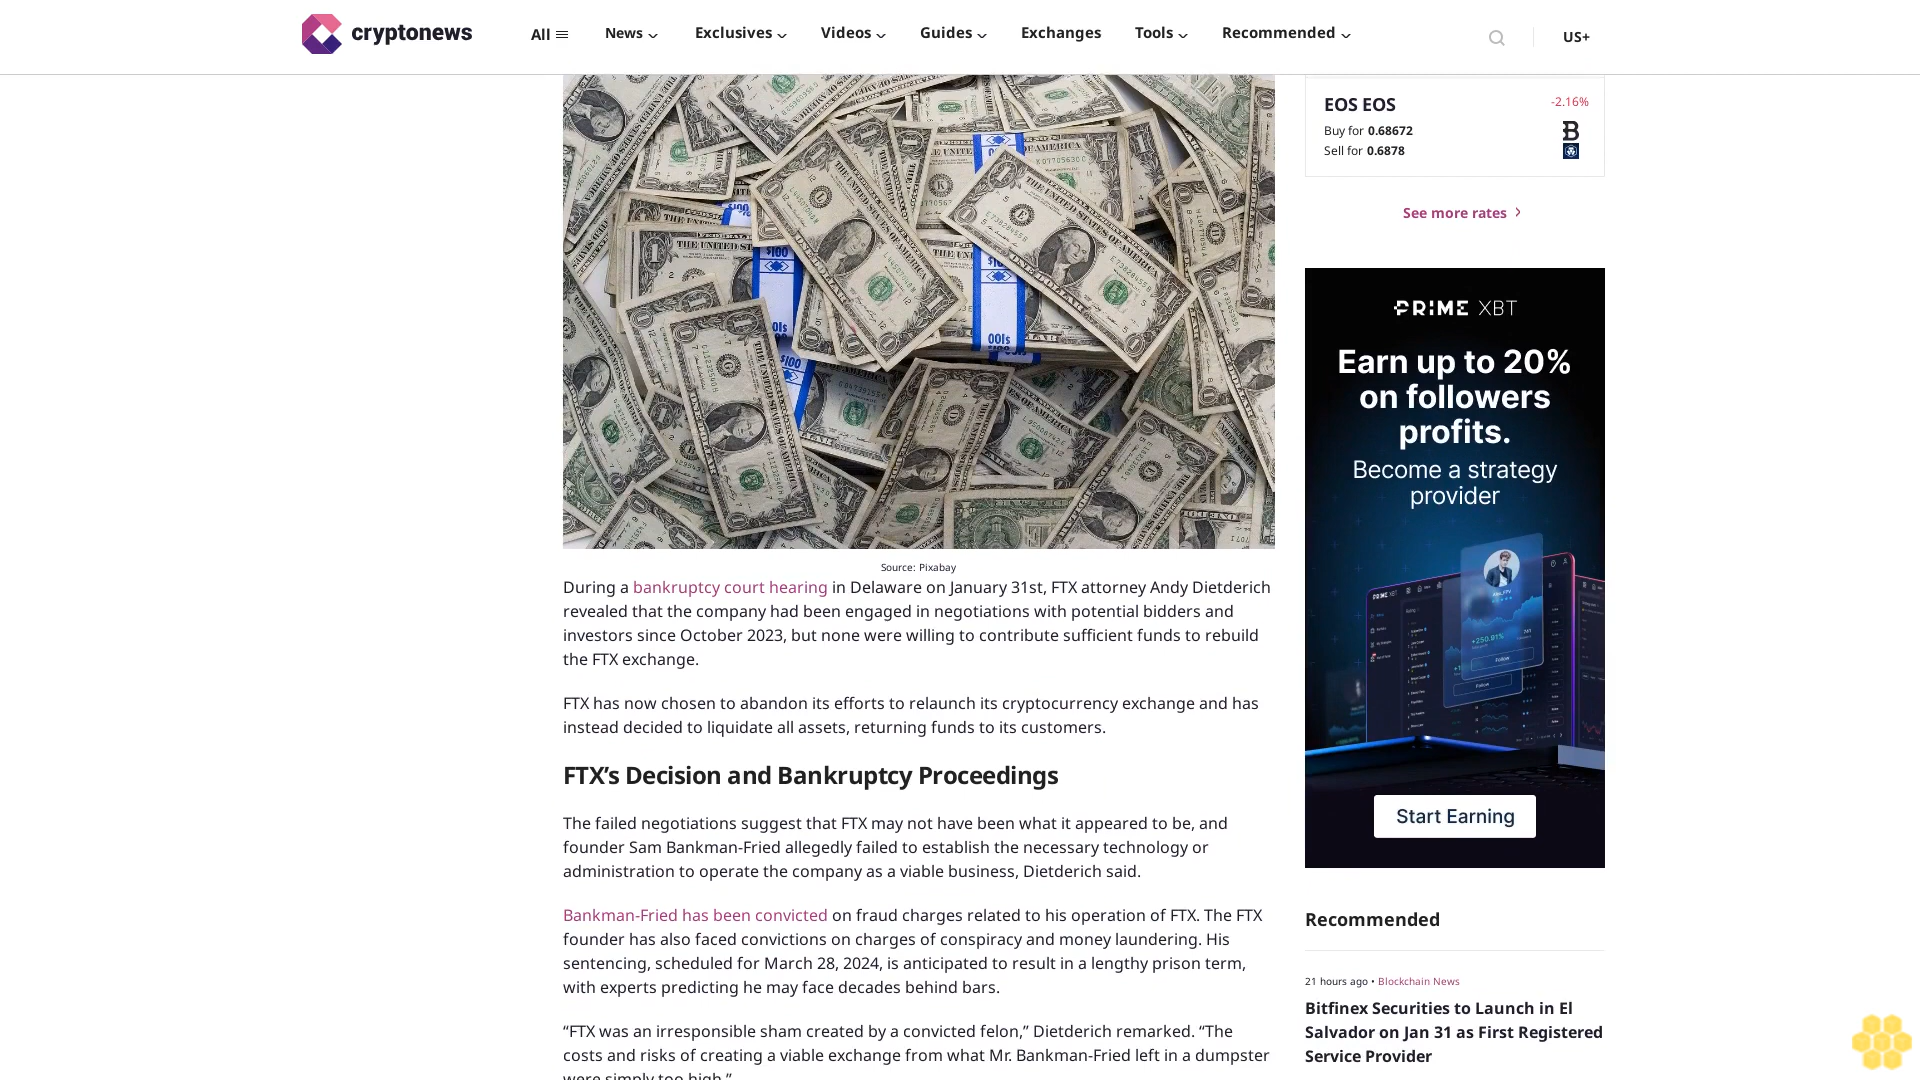 cryptonews
All
News
Exclusives
Videos
Guides
Exchanges
Tools
Recommended
US+
EOS EOS
-2.16%
Buy for 0.68672
Sell for 0.6878
See more rates
PRIME XBT
Earn up to 20%
on followers
profits.
Become a strategy
provider
Start Earning
Source: Pixabay
During a bankruptcy court hearing in Delaware on January 31st, FTX attorney Andy Dietderich
revealed that the company had been engaged in negotiations with potential bidders and
investors since October 2023, but none were willing to contribute sufficient funds to rebuild
the FTX exchange.
FTX has now chosen to abandon its efforts to relaunch its cryptocurrency exchange and has
instead decided to liquidate all assets, returning funds to its customers.
FTX’s Decision and Bankruptcy Proceedings
The failed negotiations suggest that FTX may not have been what it appeared to be, and
founder Sam Bankman-Fried allegedly failed to establish the necessary technology or
administration to operate the company as a viable business, Dietderich said.
Bankman-Fried has been convicted on fraud charges related to his operation of FTX. The FTX
founder has also faced convictions on charges of conspiracy and money laundering. His
sentencing, scheduled for March 28, 2024, is anticipated to result in a lengthy prison term,
with experts predicting he may face decades behind bars.
“FTX was an irresponsible sham created by a convicted felon,” Dietderich remarked. “The
costs and risks of creating a viable exchange from what Mr. Bankman-Fried left in a dumpster
were simply too high.”
Recommended
21 hours ago • Blockchain News
Bitfinex Securities to Launch in El
Salvador on Jan 31 as First Registered
Service Provider